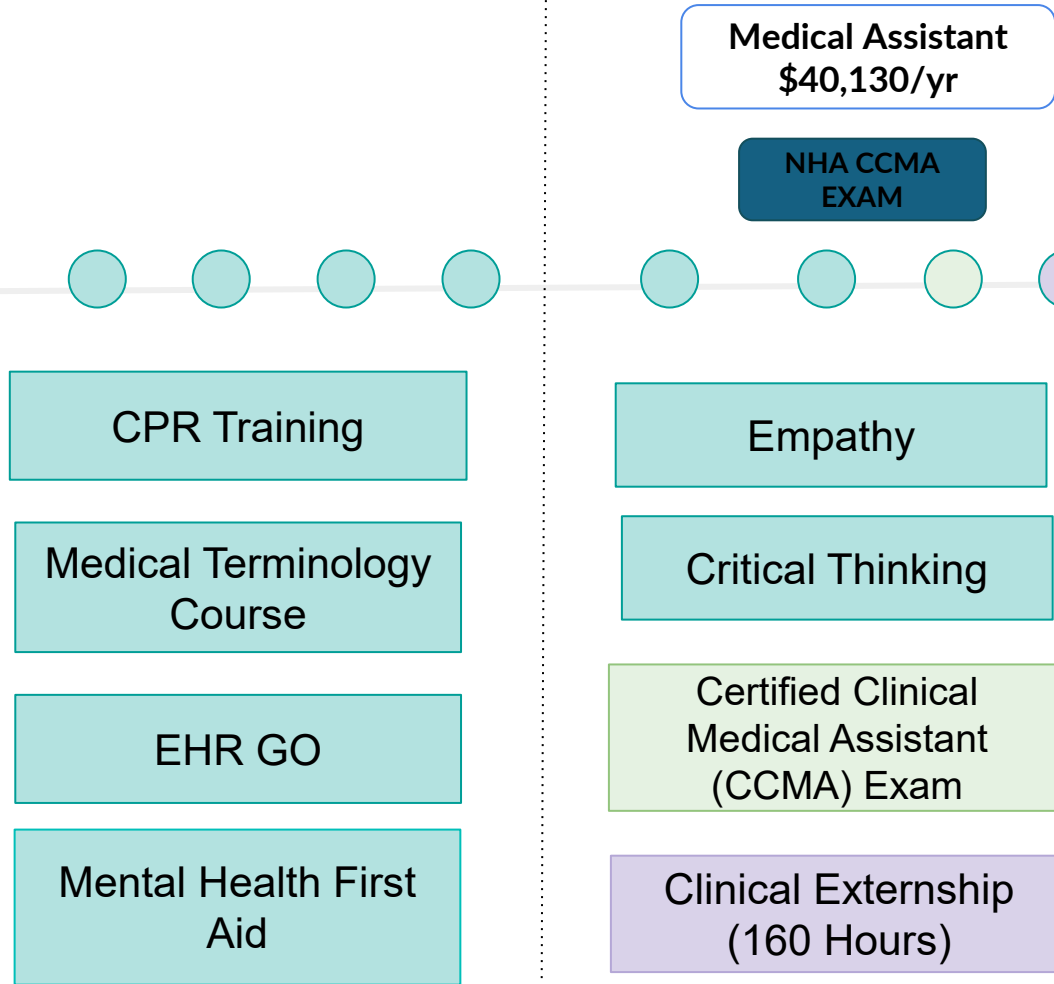 Medical Assistant
$40,130/yr
NHA CCMA
EXAM
CPR Training
Medical Terminology
Course
EHR GO
Mental Health First
Aid
Empathy
Critical Thinking
Certified Clinical
Medical Assistant
(CCMA) Exam
Clinical Externship
(160 Hours)